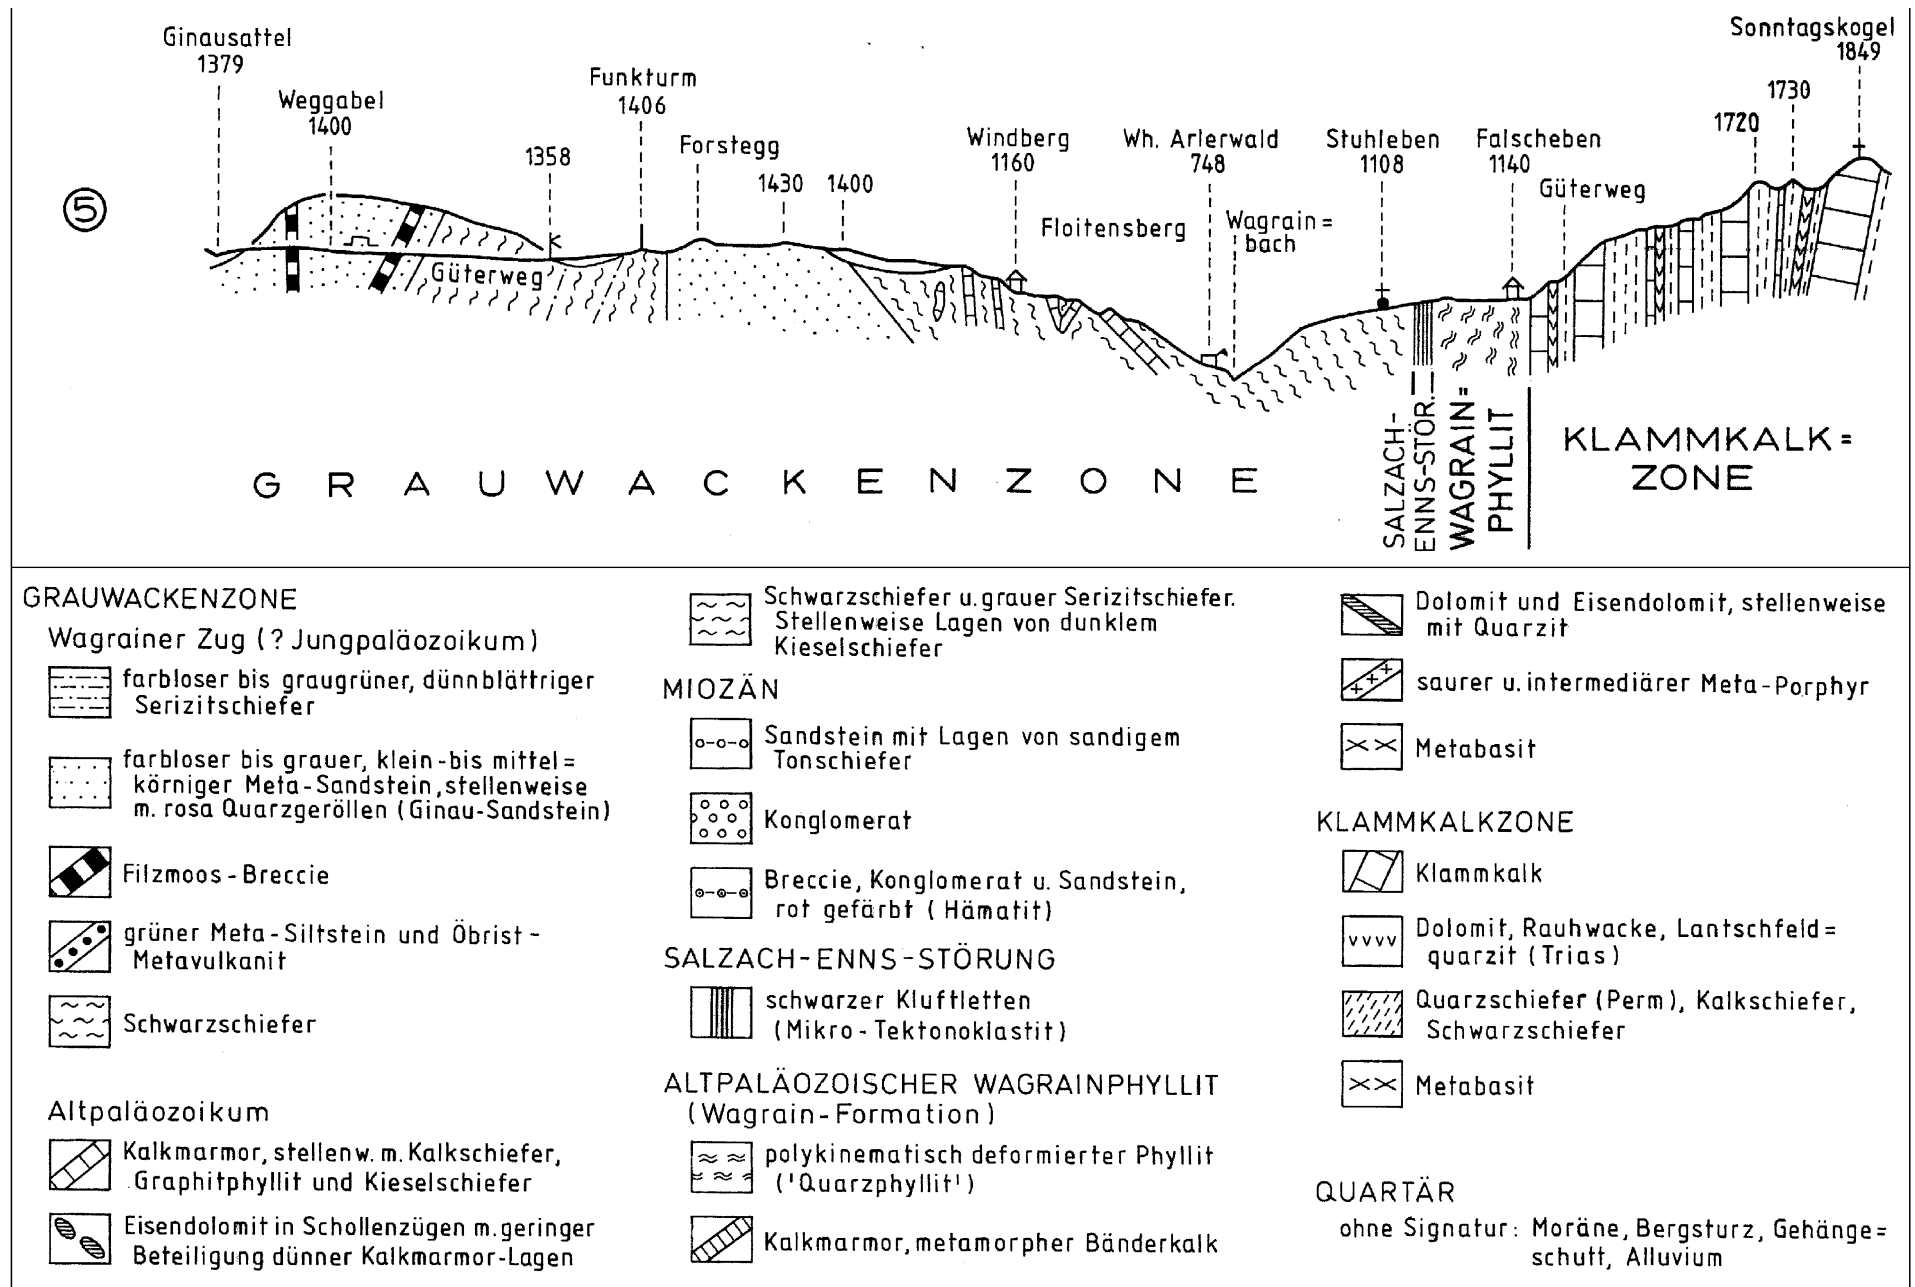 Ginausattel
1379
Weggabel
1400
1358
Funkturm
1406
Forstegg
1430
1400
Windberg
1160
Floitensberg
Wh. Arlerwald
748
Wagrain=
bach
Stuhleben
1108
Falscheben
1140
Güterweg
1720
1730
Sonntagskogel
1849
5
Güterweg
GRAUWACKENZONE
SALZACH-
ENNS-STÖR.
WAGRAIN=
PHYLLIT
KLAMMKALK=
ZONE
GRAUWACKENZONE
Wagrainer Zug (? Jungpaläozoikum)
farbloser bis graugrüner, dünnblättriger
Serizitschiefer
farbloser bis grauer, klein-bis mittel=
körniger Meta-Sandstein, stellenweise
m. rosa Quarzgeröllen (Ginau-Sandstein)
Filzmoos-Breccie
grüner Meta-Siltstein und Öbrist-
Metavulkanit
Schwarzschiefer
Altpaläozoikum
Kalkmarmor, stellenw. m. Kalkschiefer,
Graphitphyllit und Kieselschiefer
Eisendolomit in Schollenzügen m. geringer
Beteiligung dünner Kalkmarmor-Lagen
Schwarzschiefer u. grauer Serizitschiefer.
Stellenweise Lagen von dunklem
Kieselschiefer
MIOZÄN
Sandstein mit Lagen von sandigem
Tonschiefer
Konglomerat
Breccie, Konglomerat u. Sandstein,
rot gefärbt (Hämatit)
SALZACH-ENNS-STÖRUNG
schwarzer Kluftletten
(Mikro-Tektonoklastit)
ALTPALÄOZOISCHER WAGRAINPHYLLIT
(Wagrain-Formation)
polykinematisch deformierter Phyllit
('Quarzphyllit')
Kalkmarmor, metamorpher Bänderkalk
Dolomit und Eisendolomit, stellenweise
mit Quarzit
saurer u. intermediärer Meta-Porphyr
Metabasit
KLAMMKALKZONE
Klammkalk
Dolomit, Rauhwacke, Lantschfeld=
quarzit (Trias)
Quarzschiefer (Perm), Kalkschiefer,
Schwarzschiefer
Metabasit
QUARTÄR
ohne Signatur: Moräne, Bergsturz, Gehänge=
schutt, Alluvium